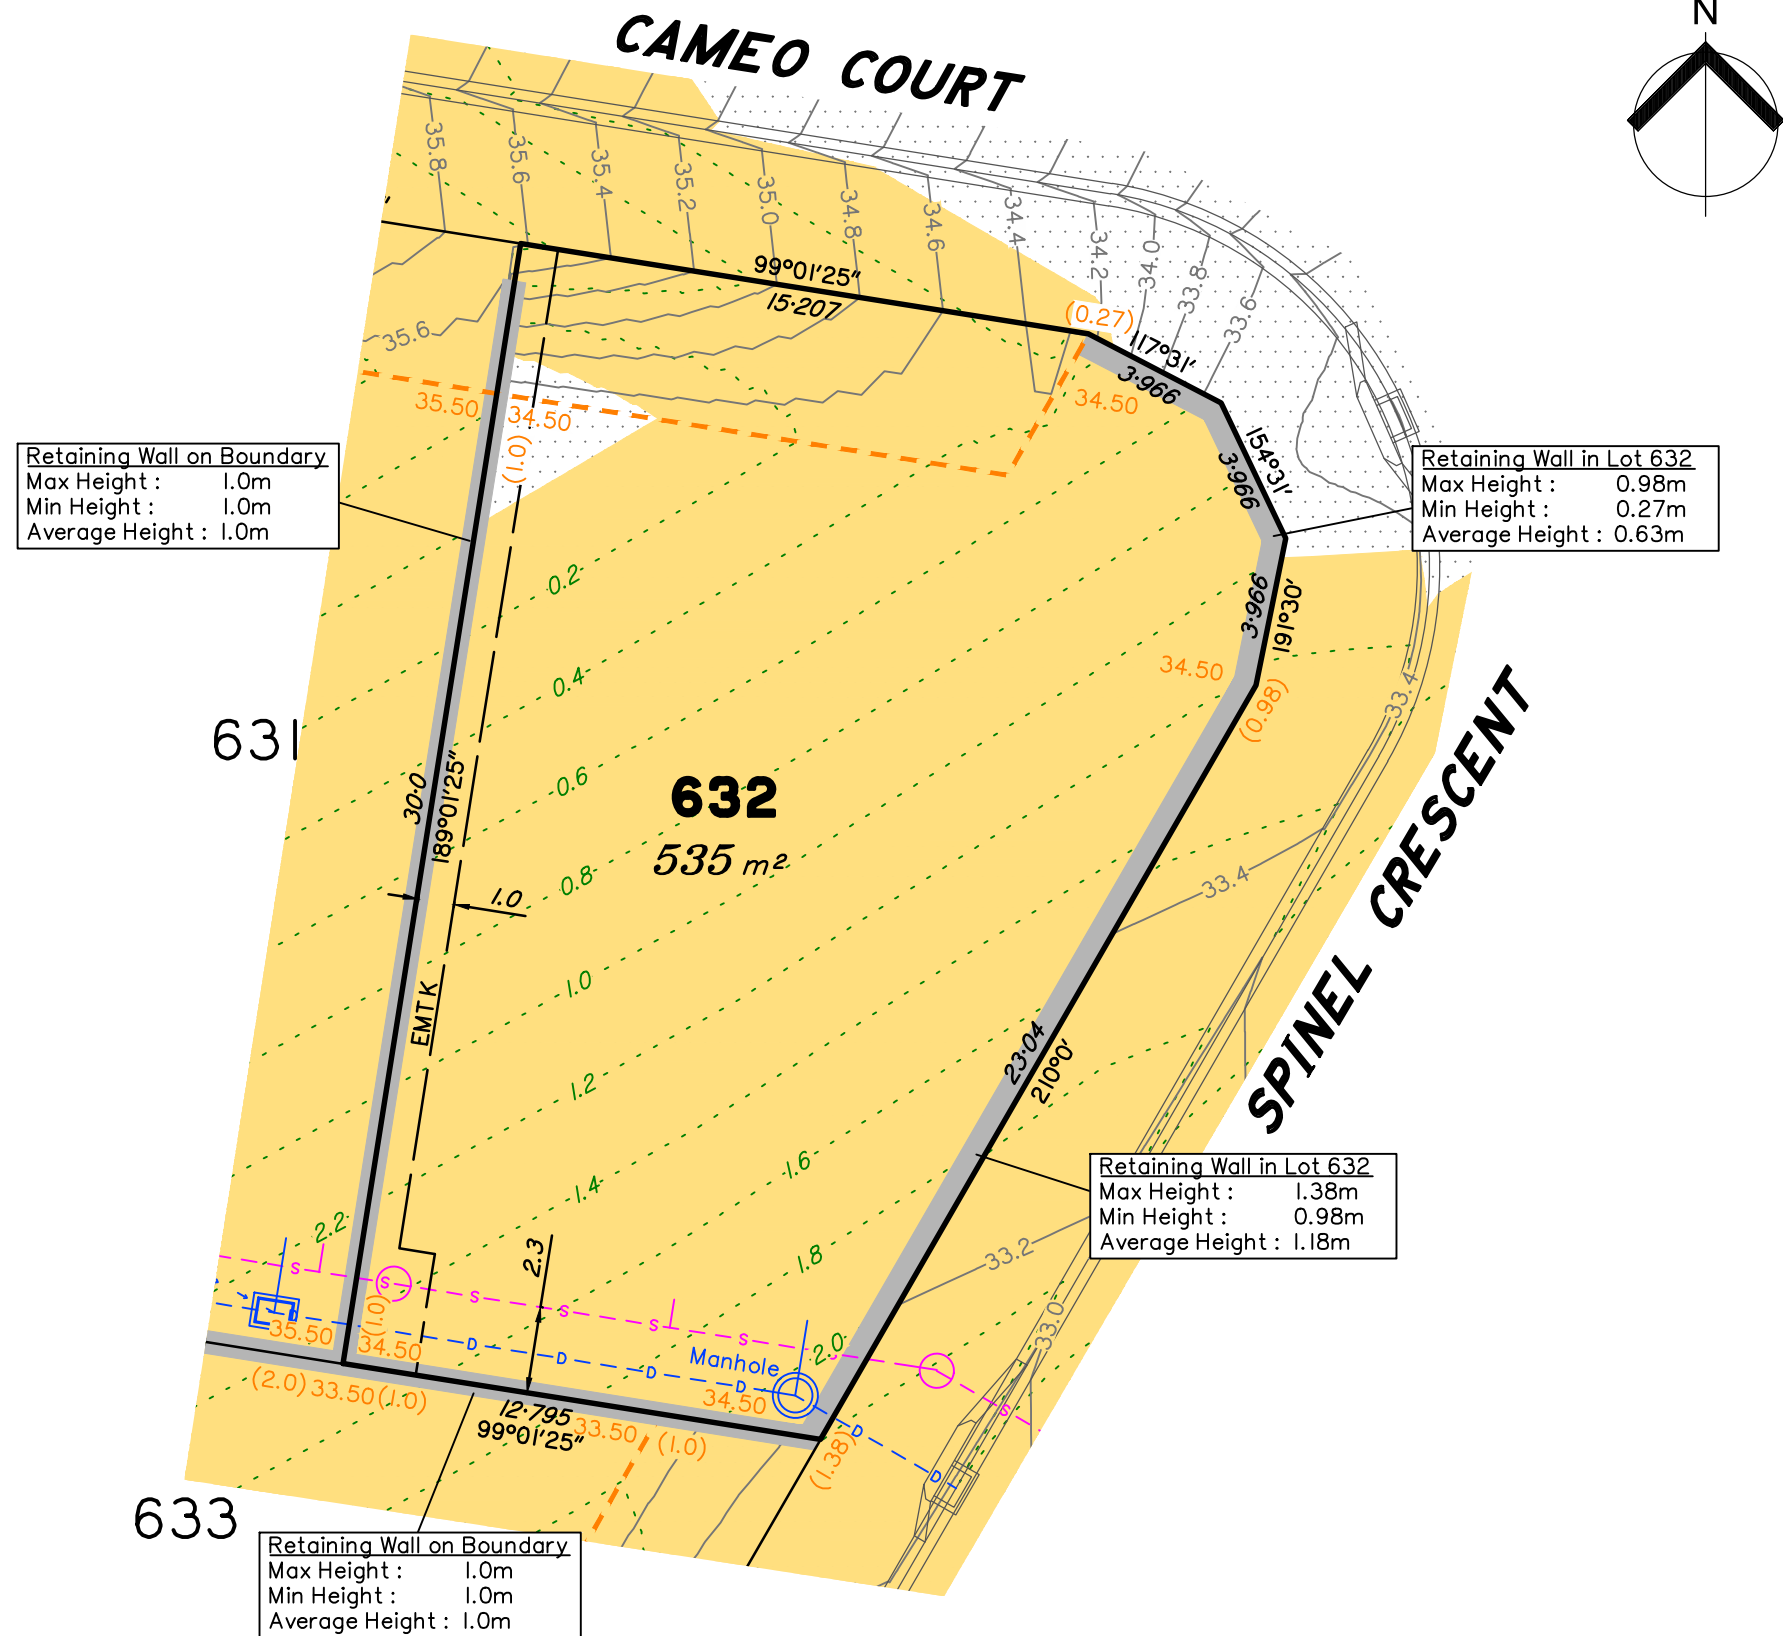 N
CAMEO COURT
35.8
35.6
35.4
35.2
35.0
34.8
34.6
34.4
34.2
34.0
33.8
33.6
99°01'25"
15·207
(0.27)
117°31'
3·966
34.50
35.6
35.50
34.50
(1.0)
154°31'
3·966
Retaining Wall on Boundary
Max Height : 1.0m
Min Height : 1.0m
Average Height : 1.0m
Retaining Wall in Lot 632
Max Height : 0.98m
Min Height : 0.27m
Average Height : 0.63m
0.2
3·966
191°30'
34.50
(0.98)
33.4
0.4
631
0.6
632
535 m²
30·0
189°01'25"
0.8
1.0
33.4
SPINEL CRESCENT
1.0
EMT K
23·04
210°0'
1.2
1.4
1.6
Retaining Wall in Lot 632
Max Height : 1.38m
Min Height : 0.98m
Average Height : 1.18m
2.2
2.3
1.8
33.2
S
S
S
S
S
S
(1.0)
35.50
34.50
D
D
D
D
Manhole
2.0
33.0
34.50
(2.0) 33.50 (1.0)
12·795
99°01'25"
33.50 (1.0)
(1.38)
D
D
S
633
Retaining Wall on Boundary
Max Height : 1.0m
Min Height : 1.0m
Average Height : 1.0m